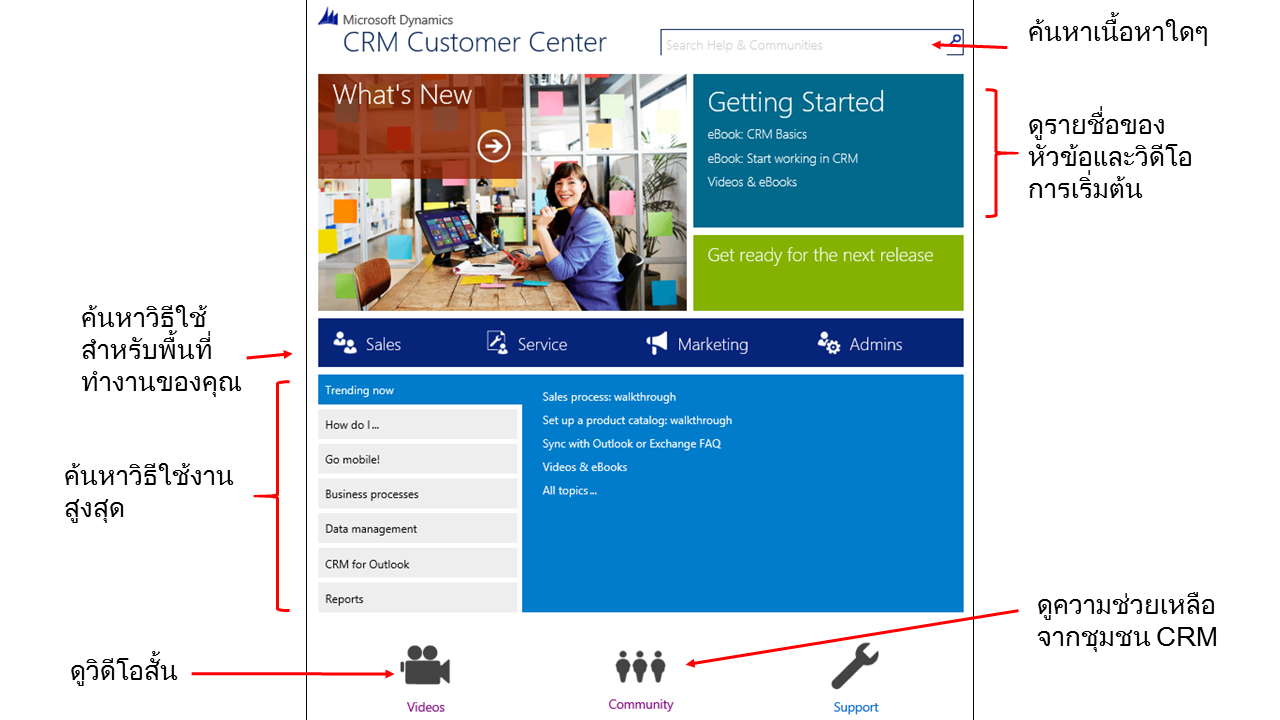 Microsoft Dynamics
CRM Customer Center
Search Help & Communities
ค้นหาเนื้อหาใดๆ
What's New
Getting Started
eBook: CRM Basics
eBook: Start working in CRM
Videos & eBooks
ดูรายชื่อของ
หัวข้อและวิดีโอ
การเริ่มต้น
Get ready for the next release
ค้นหาวิธีใช้
สำหรับพื้นที่
ทำงานของคุณ
Sales
Service
Marketing
Admins
Trending now
How do I...
Go mobile!
Business processes
Data management
CRM for Outlook
Reports
Sales process: walkthrough
Set up a product catalog: walkthrough
Sync with Outlook or Exchange FAQ
Videos & eBooks
All topics...
ค้นหาวิธีใช้งาน
สูงสุด
ดูความช่วยเหลือ
จากชุมชน CRM
ดูวิดีโอสั้น
Videos
Community
Support